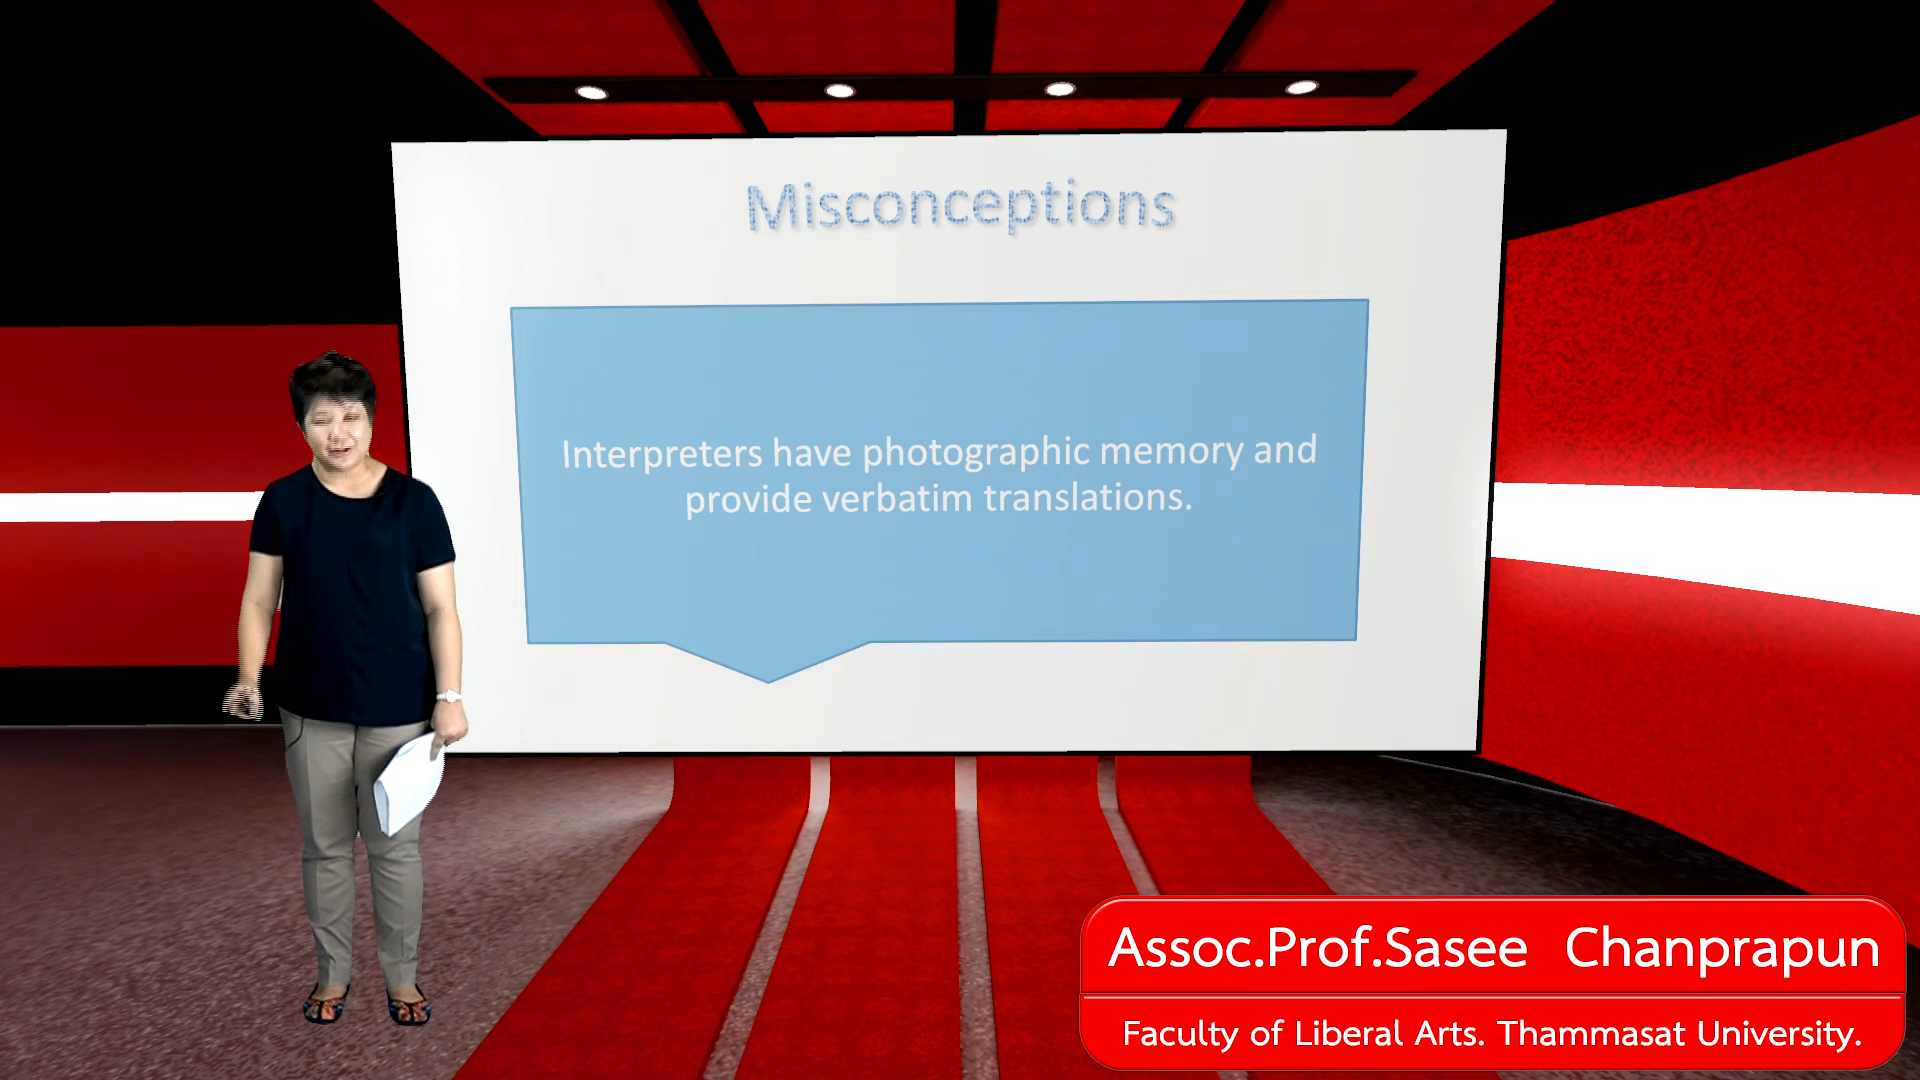 Misconceptions
Interpreters have photographic memory and
provide verbatim translations.
Assoc.Prof.Sasee Chanprapun
Faculty of Liberal Arts. Thammasat University.